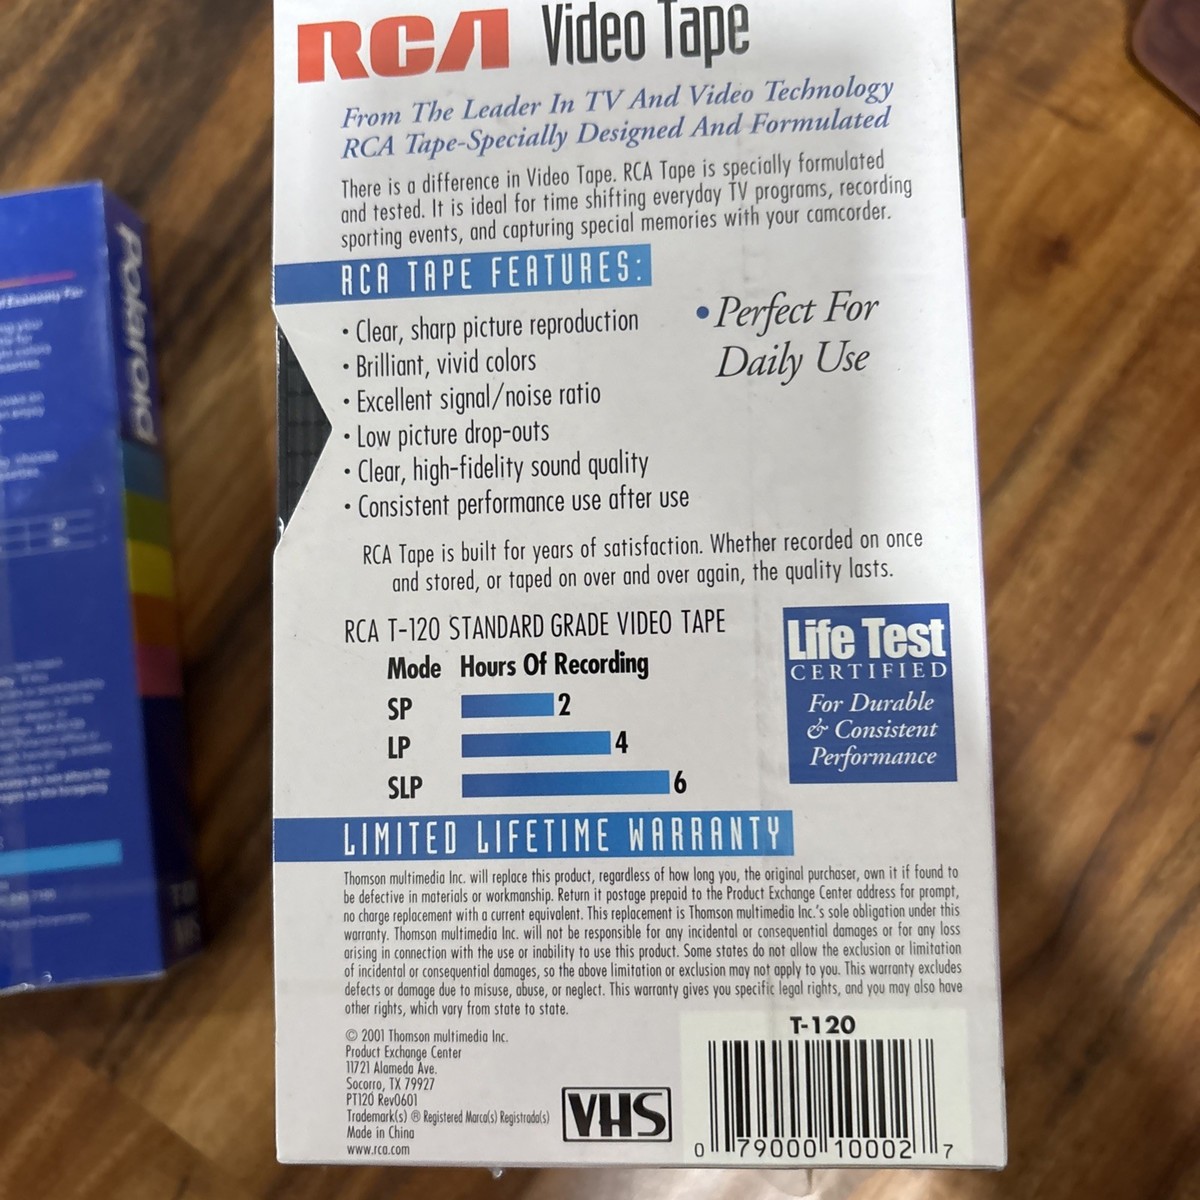 RCA Video Tape
From The Leader In TV And Video Technology
RCA Tape-Specially Designed And Formulated
There is a difference in Video Tape. RCA Tape is specially formulated
and tested. It is ideal for time shifting everyday TV programs, recording
sporting events, and capturing special memories with your camcorder.
RCA TAPE FEATURES:
• Clear, sharp picture reproduction
• Brilliant, vivid colors
• Excellent signal/noise ratio
• Low picture drop-outs
• Clear, high-fidelity sound quality
• Consistent performance use after use
• Perfect For
Daily Use
RCA Tape is built for years of satisfaction. Whether recorded on once
and stored, or taped on over and over again, the quality lasts.
RCA T-120 STANDARD GRADE VIDEO TAPE
Mode Hours Of Recording
SP 2
LP 4
SLP 6
Life Test
CERTIFIED
For Durable
& Consistent
Performance
LIMITED LIFETIME WARRANTY
Thomson multimedia Inc. will replace this product, regardless of how long you, the original purchaser, own it if found to
be defective in materials or workmanship. Return it postage prepaid to the Product Exchange Center address for prompt,
no charge replacement with a current equivalent. This replacement is Thomson multimedia Inc.'s sole obligation under this
warranty. Thomson multimedia Inc. will not be responsible for any incidental or consequential damages or for any loss
arising in connection with the use or inability to use this product. Some states do not allow the exclusion or limitation
of incidental or consequential damages, so the above limitation or exclusion may not apply to you. This warranty excludes
defects or damage due to misuse, abuse, or neglect. This warranty gives you specific legal rights, and you may also have
other rights, which vary from state to state.
© 2001 Thomson multimedia Inc.
Product Exchange Center
11721 Alameda Ave.
Socorro, TX 79927
PT120 Rev0601
Trademark(s) ® Registered Marca(s) Registrada(s)
Made in China
www.rca.com
VHS
T-120
0 79000 10002 7
Polaroid